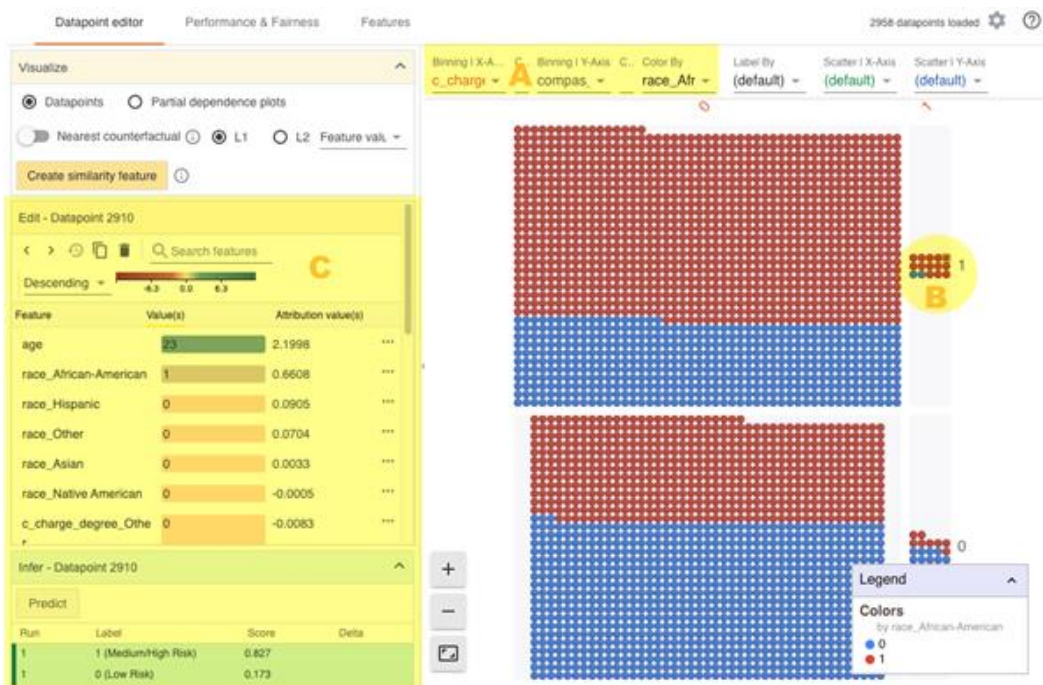 Datapoint editor Performance & Fairness Features 2958 datapoints loaded
Visualize
Datapoints Partial dependence plots
Nearest counterfactual L1 L2 Feature valu
Create similarity feature
Binning | X-A... C... Binning | Y-Axis C... Color By Label By Scatter | X-Axis Scatter | Y-Axis
c_charge compas_ race_Afr (default) (default) (default)
A
0 1
Edit - Datapoint 2910
Search features
C
Descending
-6.3 0.0 6.3
Feature Value(s) Attribution value(s)
age 23 2.1998
race_African-American 1 0.6608
race_Hispanic 0 0.0905
race_Other 0 0.0704
race_Asian 0 0.0033
race_Native American 0 -0.0005
c_charge_degree_Othe 0 -0.0083
r
Infer - Datapoint 2910
Predict
Run Label Score Delta
1 1 (Medium/High Risk) 0.827
1 0 (Low Risk) 0.173
1
B
0
Legend
Colors
by race_African-American
0
1